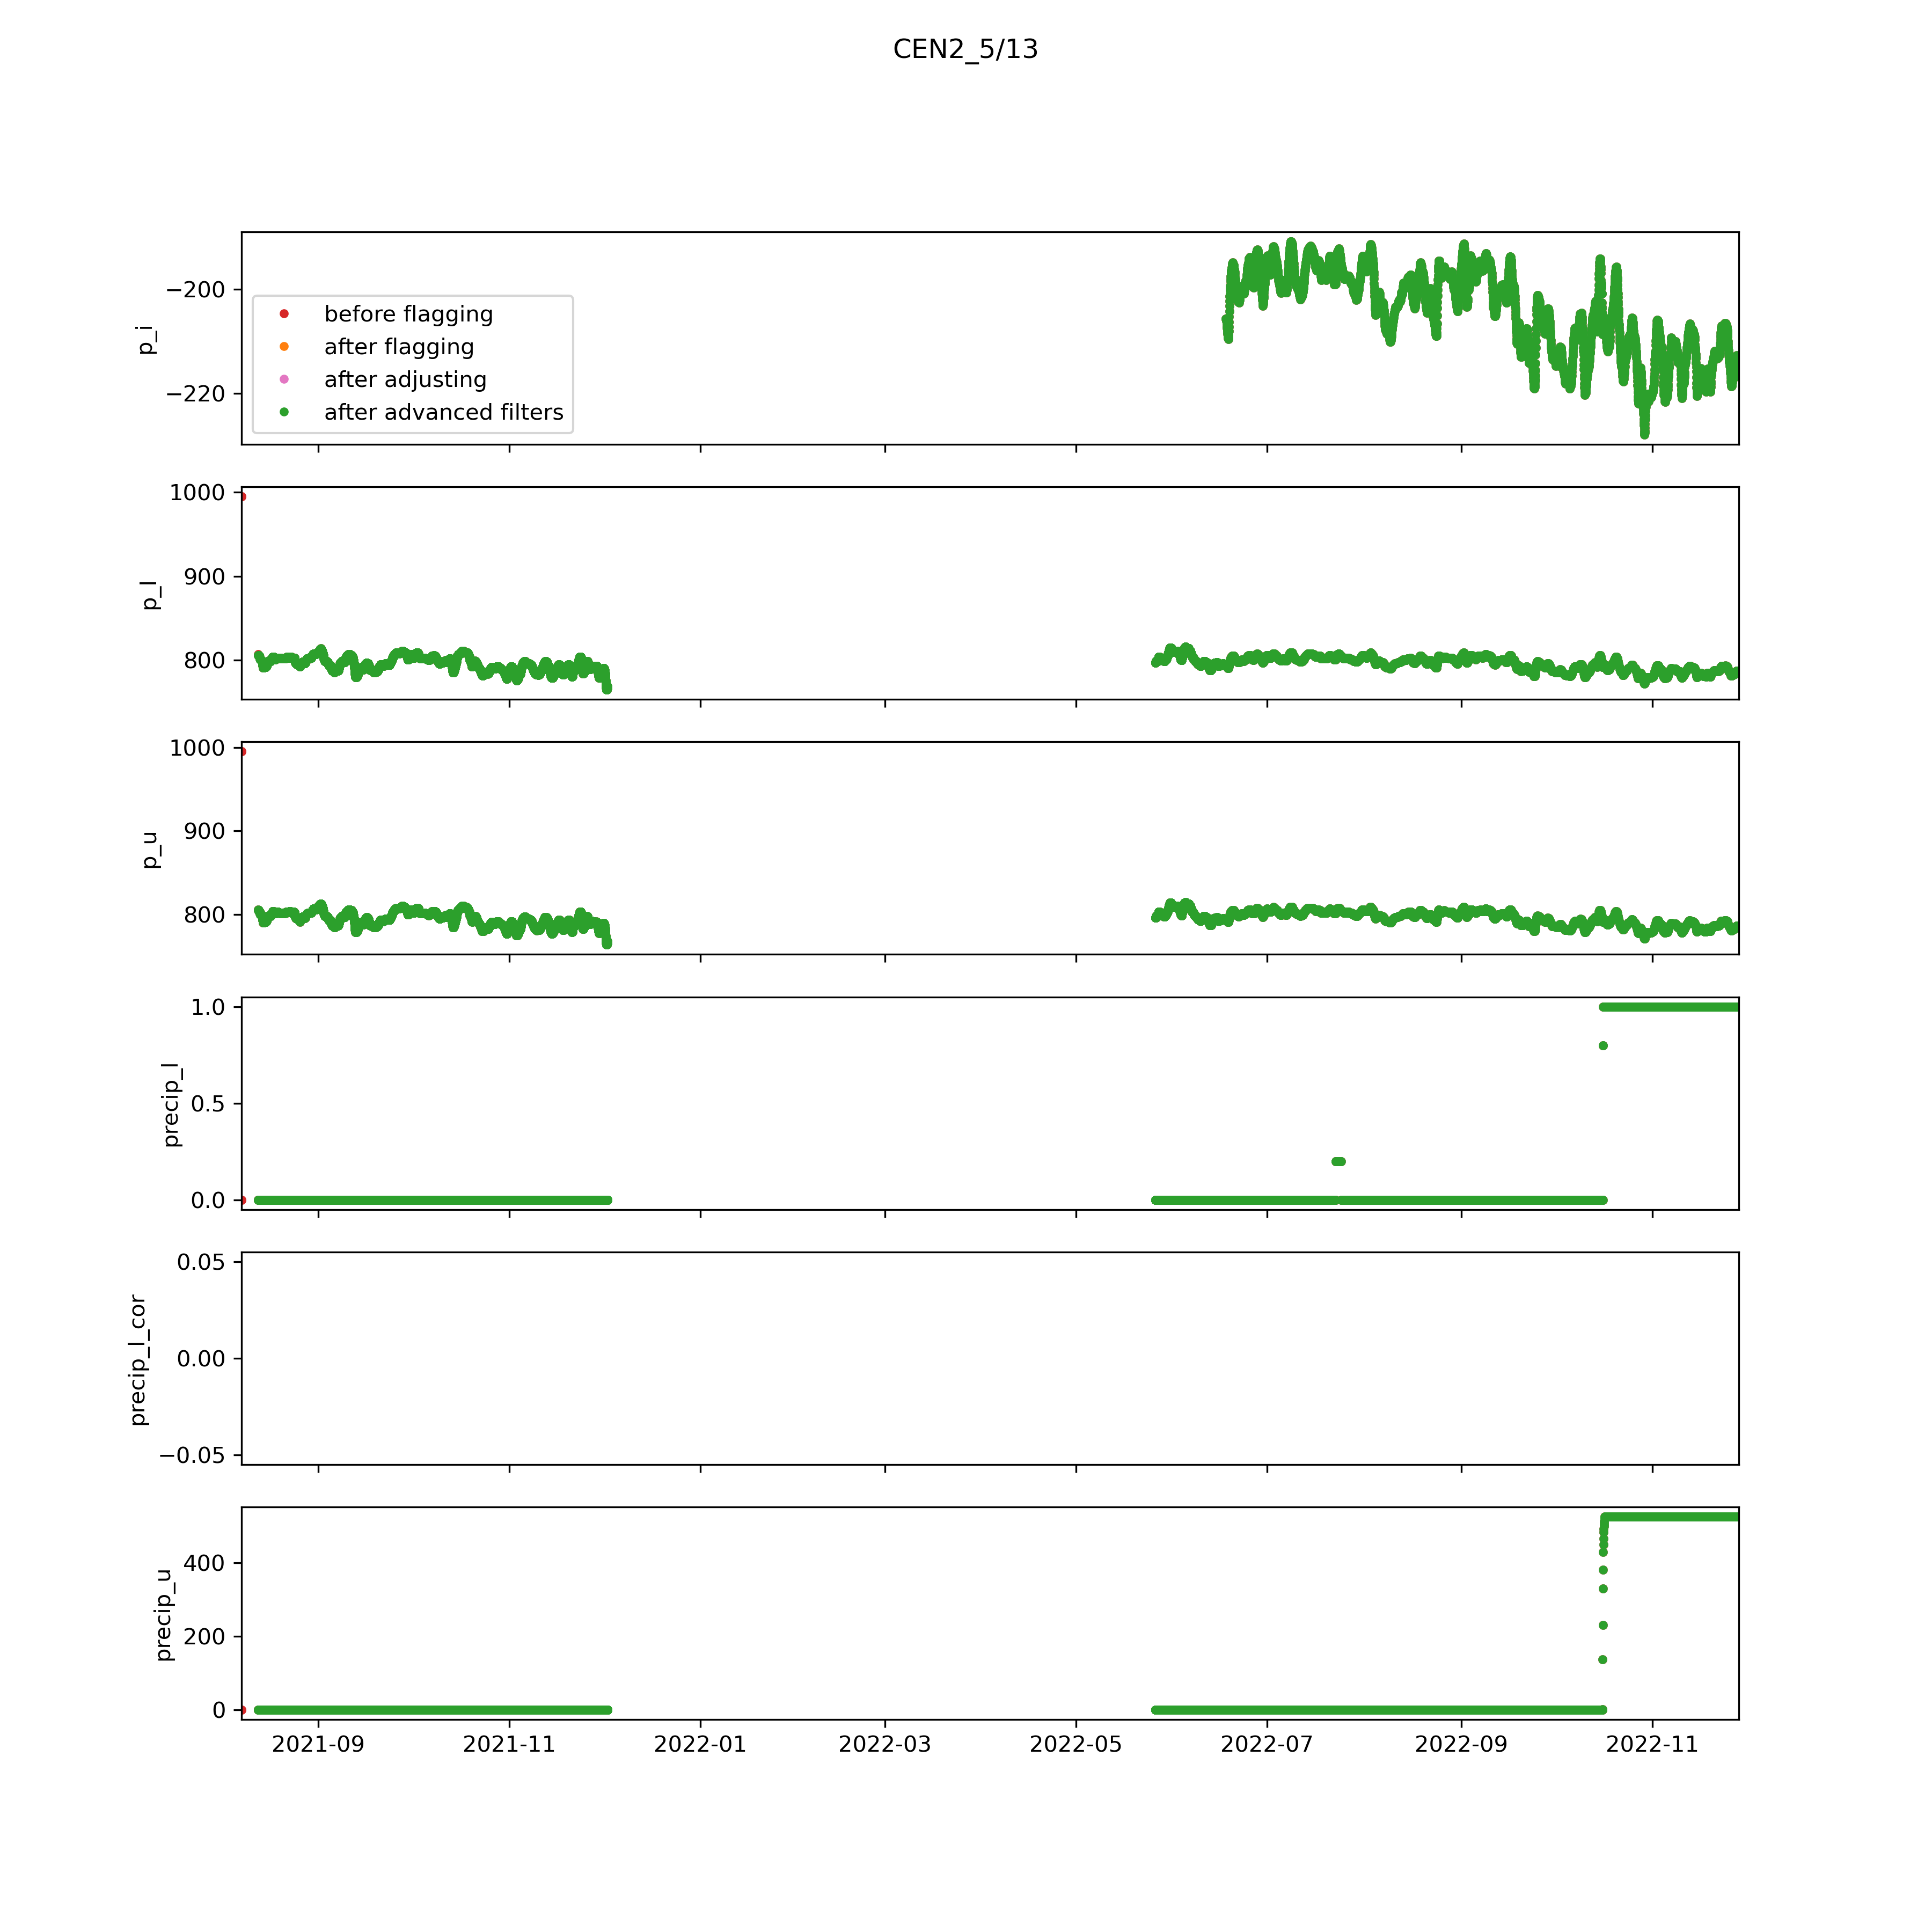 CEN2_5/13
−200
−220
p_i
before flagging
after flagging
after adjusting
after advanced filters
1000
900
800
p_l
1000
900
800
p_u
1.0
0.5
0.0
precip_l
0.05
0.00
−0.05
precip_l_cor
400
200
0
precip_u
2021-09 2021-11 2022-01 2022-03 2022-05 2022-07 2022-09 2022-11